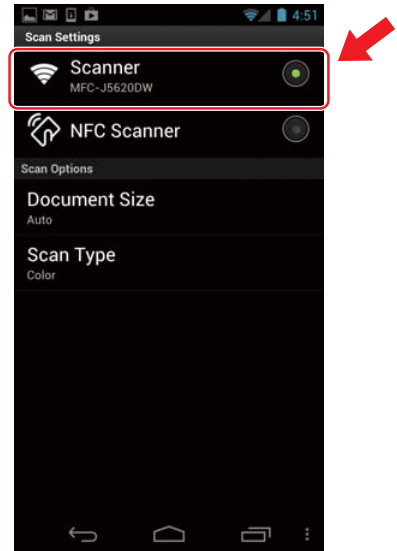 4:51
Scan Settings
Scanner
MFC-J5620DW
NFC Scanner
Scan Options
Document Size
Auto
Scan Type
Color